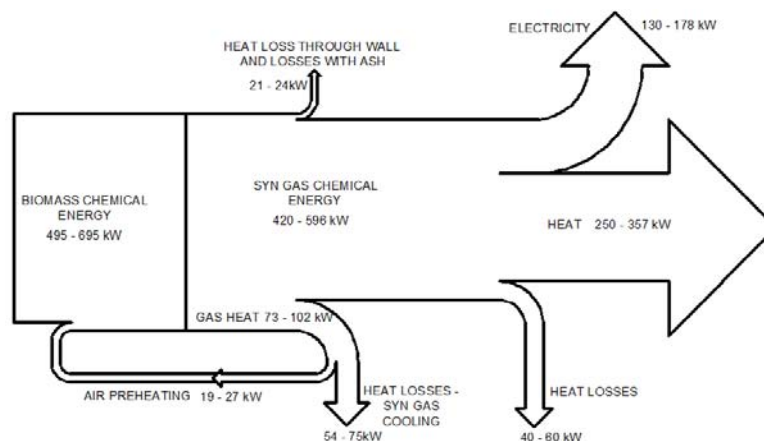 ELECTRICITY 130 - 178 kW
HEAT LOSS THROUGH WALL
AND LOSSES WITH ASH
21 - 24kW
BIOMASS CHEMICAL
ENERGY
495 - 695 kW
SYN GAS CHEMICAL
ENERGY
420 - 596 kW
HEAT 250 - 357 kW
GAS HEAT 73 - 102 kW
AIR PREHEATING 19 - 27 kW
HEAT LOSSES -
SYN GAS
COOLING
54 - 75kW
HEAT LOSSES
40 - 60 kW